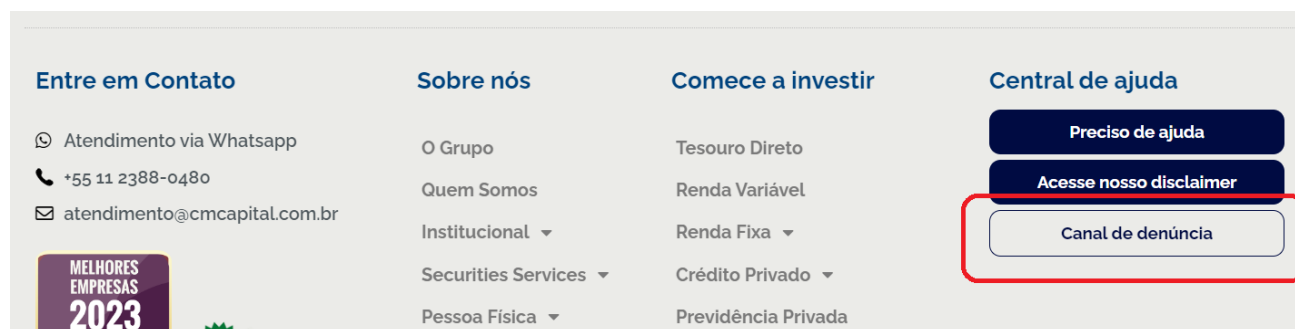 Entre em Contato
Atendimento via Whatsapp
+55 11 2388-0480
atendimento@cmcapital.com.br
MELHORES
EMPRESAS
2023
Sobre nós
O Grupo
Quem Somos
Institucional
Securities Services
Pessoa Física
Comece a investir
Tesouro Direto
Renda Variável
Renda Fixa
Crédito Privado
Previdência Privada
Central de ajuda
Preciso de ajuda
Acesse nosso disclaimer
Canal de denúncia